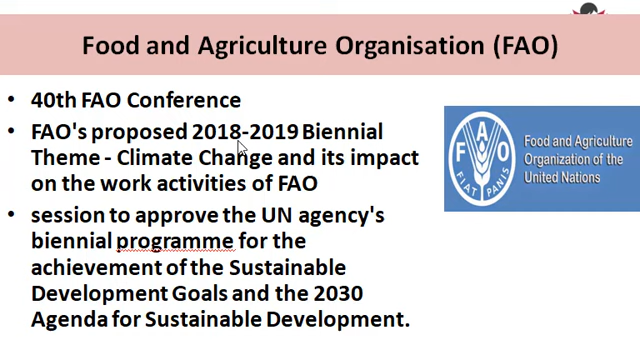 Food and Agriculture Organisation (FAO)
• 40th FAO Conference
• FAO's proposed 2018-2019 Biennial
Theme - Climate Change and its impact
on the work activities of FAO
• session to approve the UN agency's
biennial programme for the
achievement of the Sustainable
Development Goals and the 2030
Agenda for Sustainable Development.
F A O
FIAT PANIS
Food and Agriculture
Organization of the
United Nations